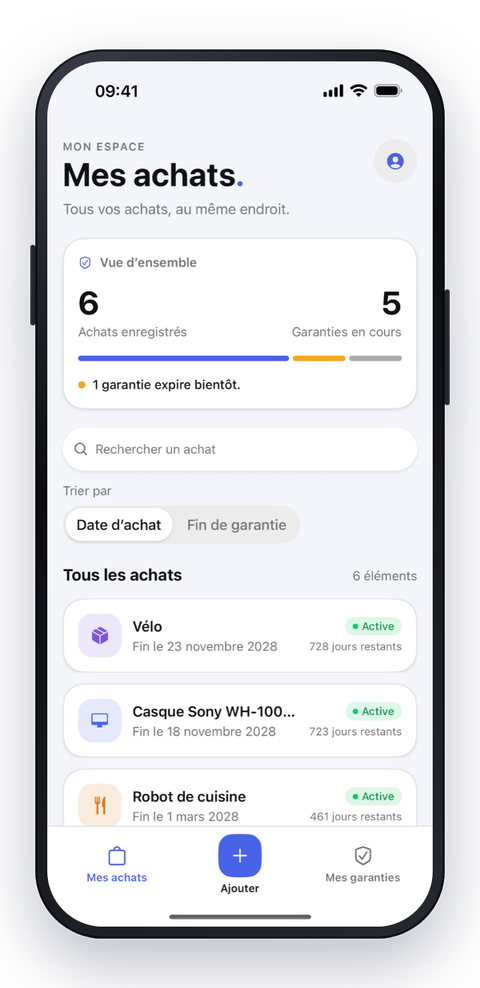 09:41
MON ESPACE
Mes achats.
Tous vos achats, au même endroit.
Vue d'ensemble
6
5
Achats enregistrés
Garanties en cours
1 garantie expire bientôt.
Rechercher un achat
Trier par
Date d'achat
Fin de garantie
Tous les achats
6 éléments
Vélo
Active
Fin le 23 novembre 2028
728 jours restants
Casque Sony WH-100...
Active
Fin le 18 novembre 2028
723 jours restants
Robot de cuisine
Active
Fin le 1 mars 2028
461 jours restants
Mes achats
Ajouter
Mes garanties